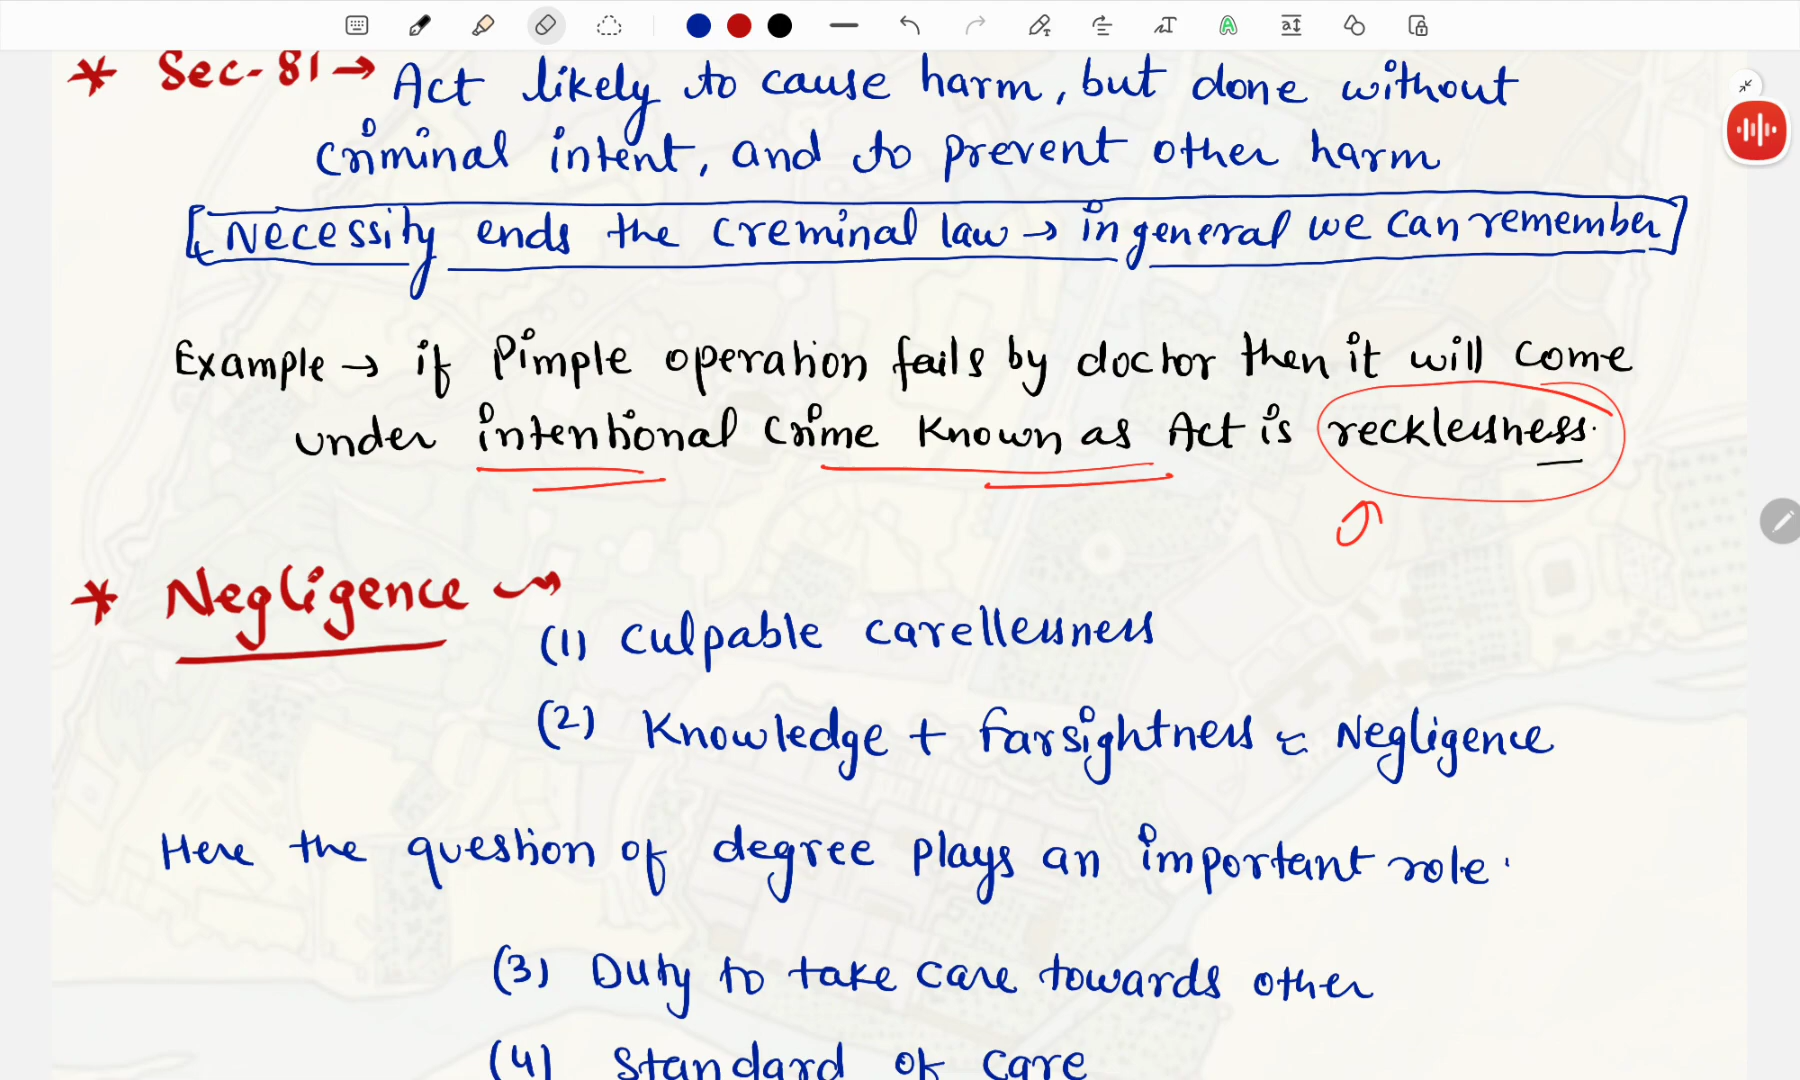 * Sec-81 → Act likely to cause harm, but done without
criminal intent, and to prevent other harm
[↳ Necessity ends the creminal law → in general we can remember]
Example → if Pimple operation fails by doctor then it will come
under intentional Crime Known as Act is recklessness.
* Negligence ⇝
(1) Culpable carellessness
(2) Knowledge + farsightness = Negligence
Here the question of degree plays an important role.
(3) Duty to take care towards other
(4) Standard of care